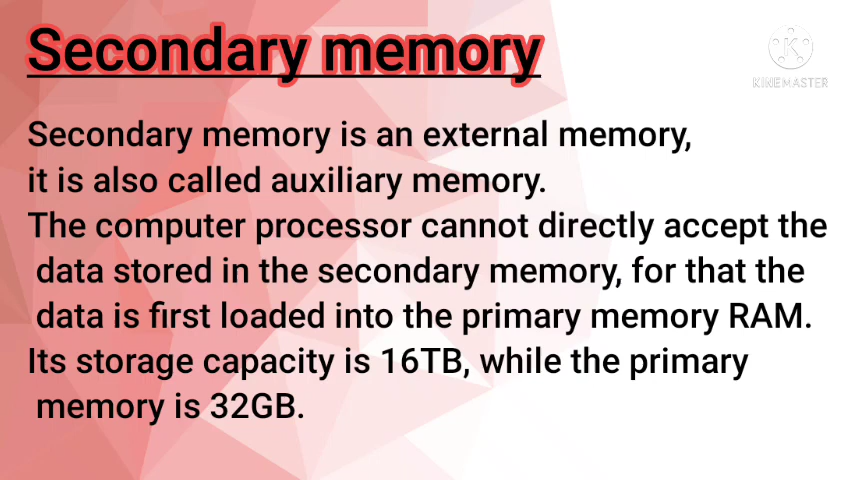 Secondary memory
KINEMASTER
Secondary memory is an external memory,
it is also called auxiliary memory.
The computer processor cannot directly accept the
data stored in the secondary memory, for that the
data is first loaded into the primary memory RAM.
Its storage capacity is 16TB, while the primary
memory is 32GB.